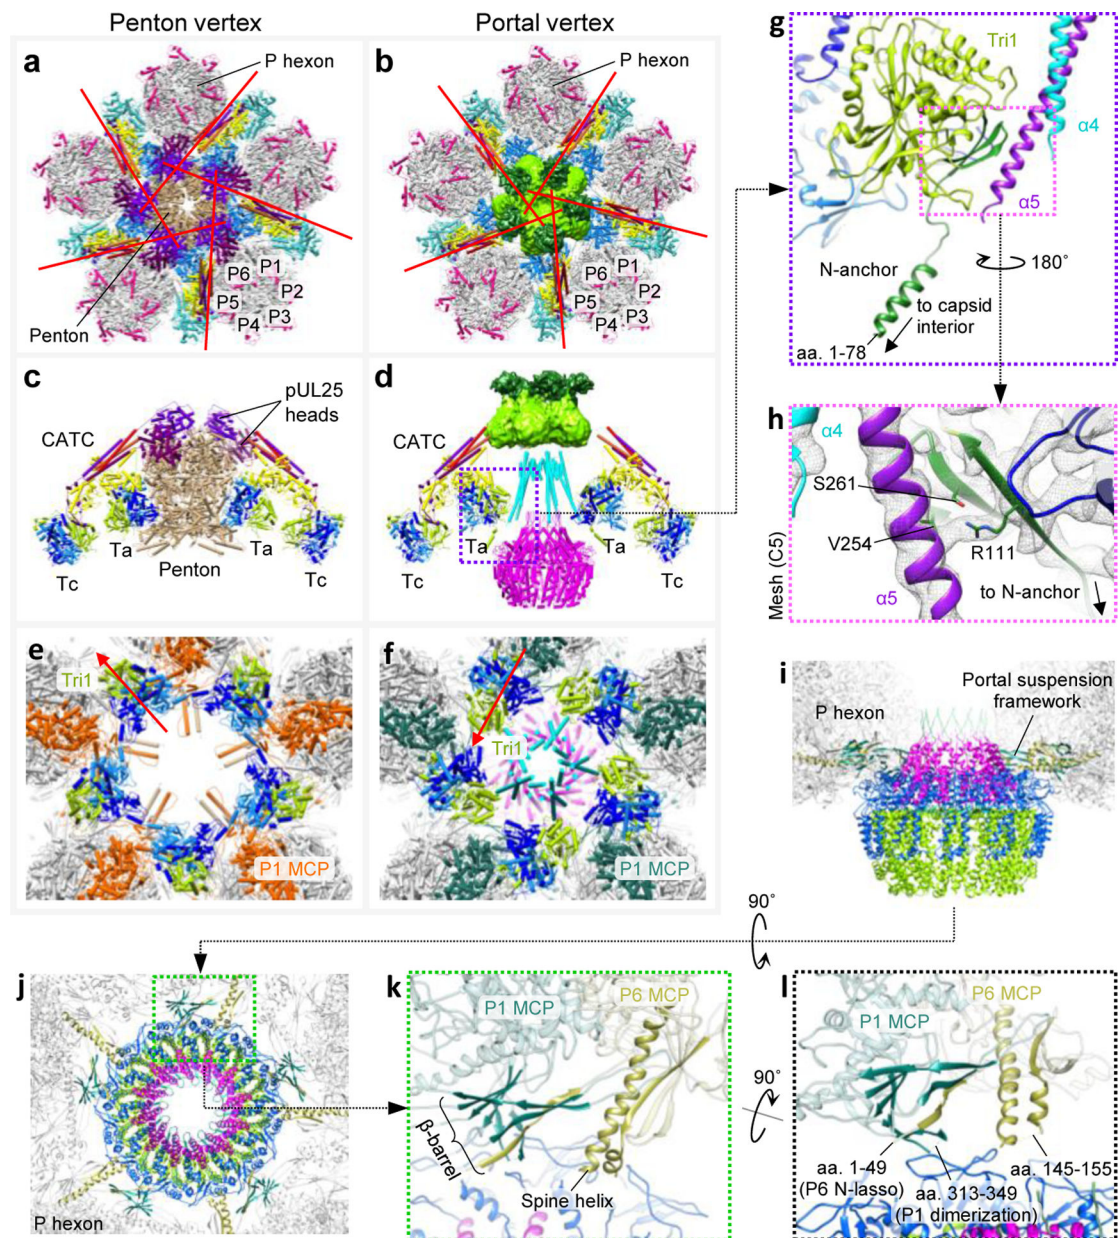 Penton vertex
Portal vertex
a
P hexon
P6
P1
P5
P2
P4
P3
Penton
b
P hexon
P6
P1
P5
P2
P4
P3
c
pUL25
heads
CATC
Ta
Ta
Tc
Penton
Tc
d
CATC
Ta
Ta
Tc
Tc
e
Tri1
P1 MCP
f
Tri1
P1 MCP
g
Tri1
α4
α5
N-anchor
180°
to capsid
interior
aa. 1-78
h
α4
S261
V254
R111
α5
to N-anchor
Mesh (C5)
i
Portal suspension
framework
P hexon
90°
j
P hexon
k
P6 MCP
P1 MCP
β-barrel
Spine helix
90°
l
P6 MCP
P1 MCP
aa. 1-49
(P6 N-lasso)
aa. 145-155
aa. 313-349
(P1 dimerization)